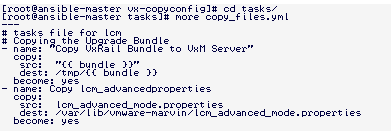 [root@ansible-master vx-copyconfig]# cd tasks/
[root@ansible-master tasks]# more copy_files.yml
---
# tasks file for lcm
# Copying the Upgrade Bundle
- name: "Copy VxRail Bundle to VxM Server"
  copy:
   src:  "{{ bundle }}"
   dest: /tmp/{{ bundle }}
  become: yes
- name: Copy lcm_advancedproperties
  copy:
   src:  lcm_advanced_mode.properties
   dest: /var/lib/vmware-marvin/lcm_advanced_mode.properties
  become: yes